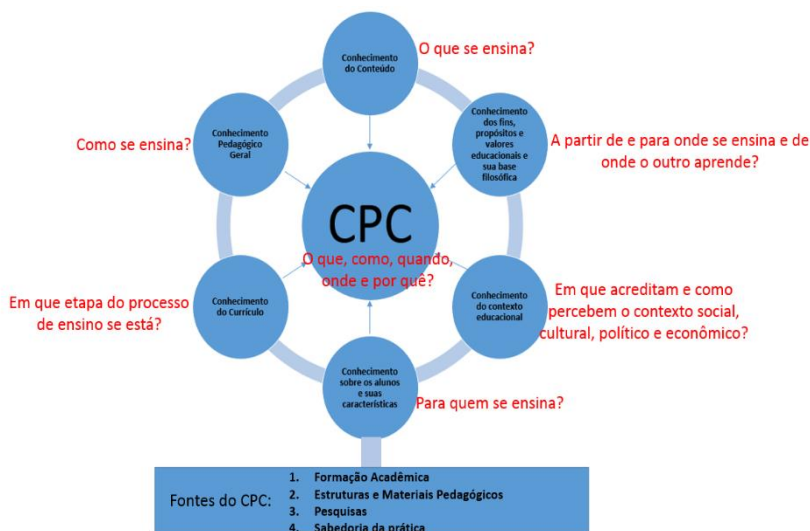 O que se ensina?
Conhecimento
do Conteúdo
Como se ensina?
Conhecimento
Pedagógico
Geral
Conhecimento
dos fins,
propósitos e
valores
educacionais e
sua base
filosófica
A partir de e para onde se ensina e de
onde o outro aprende?
CPC
O que, como, quando,
onde e por quê?
Em que etapa do processo
de ensino se está?
Conhecimento
do Currículo
Conhecimento
do contexto
educacional
Em que acreditam e como
percebem o contexto social,
cultural, político e econômico?
Conhecimento
sobre os alunos
e suas
características
Para quem se ensina?
Fontes do CPC:
1. Formação Acadêmica
2. Estruturas e Materiais Pedagógicos
3. Pesquisas
4. Sabedoria da prática